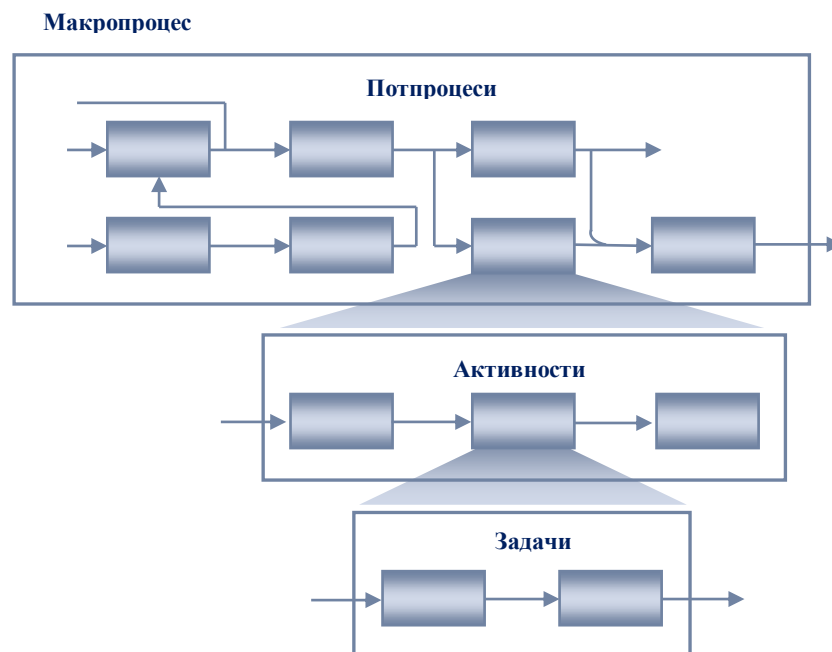 Макропроцес
Потпроцеси
Активности
Задачи